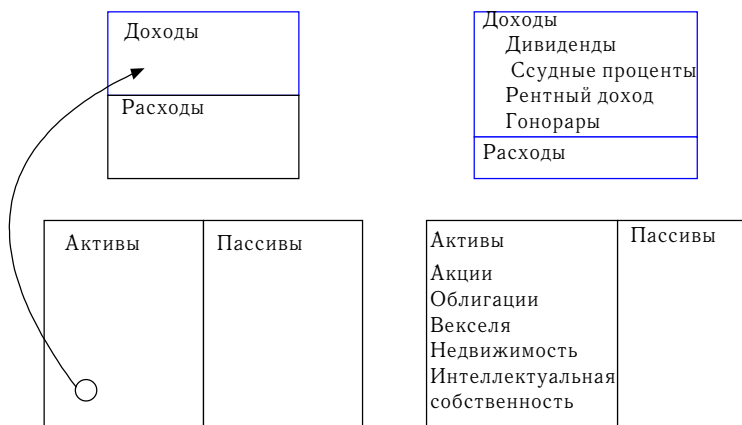 Доходы
Расходы
Активы
Пассивы
Доходы
Дивиденды
Ссудные проценты
Рентный доход
Гонорары
Расходы
Активы
Акции
Облигации
Векселя
Недвижимость
Интеллектуальная
собственность
Пассивы